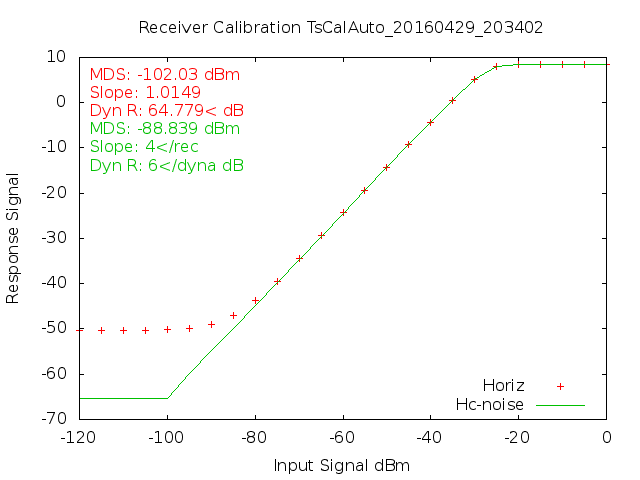 Receiver Calibration TsCalAuto_20160429_203402
10
0
-10
-20
-30
-40
-50
-60
-70
Response Signal
MDS: -102.03 dBm
Slope: 1.0149
Dyn R: 64.779< dB
MDS: -88.839 dBm
Slope: 4</rec
Dyn R: 6</dyna dB
Horiz
Hc-noise
-120 -100 -80 -60 -40 -20 0
Input Signal dBm